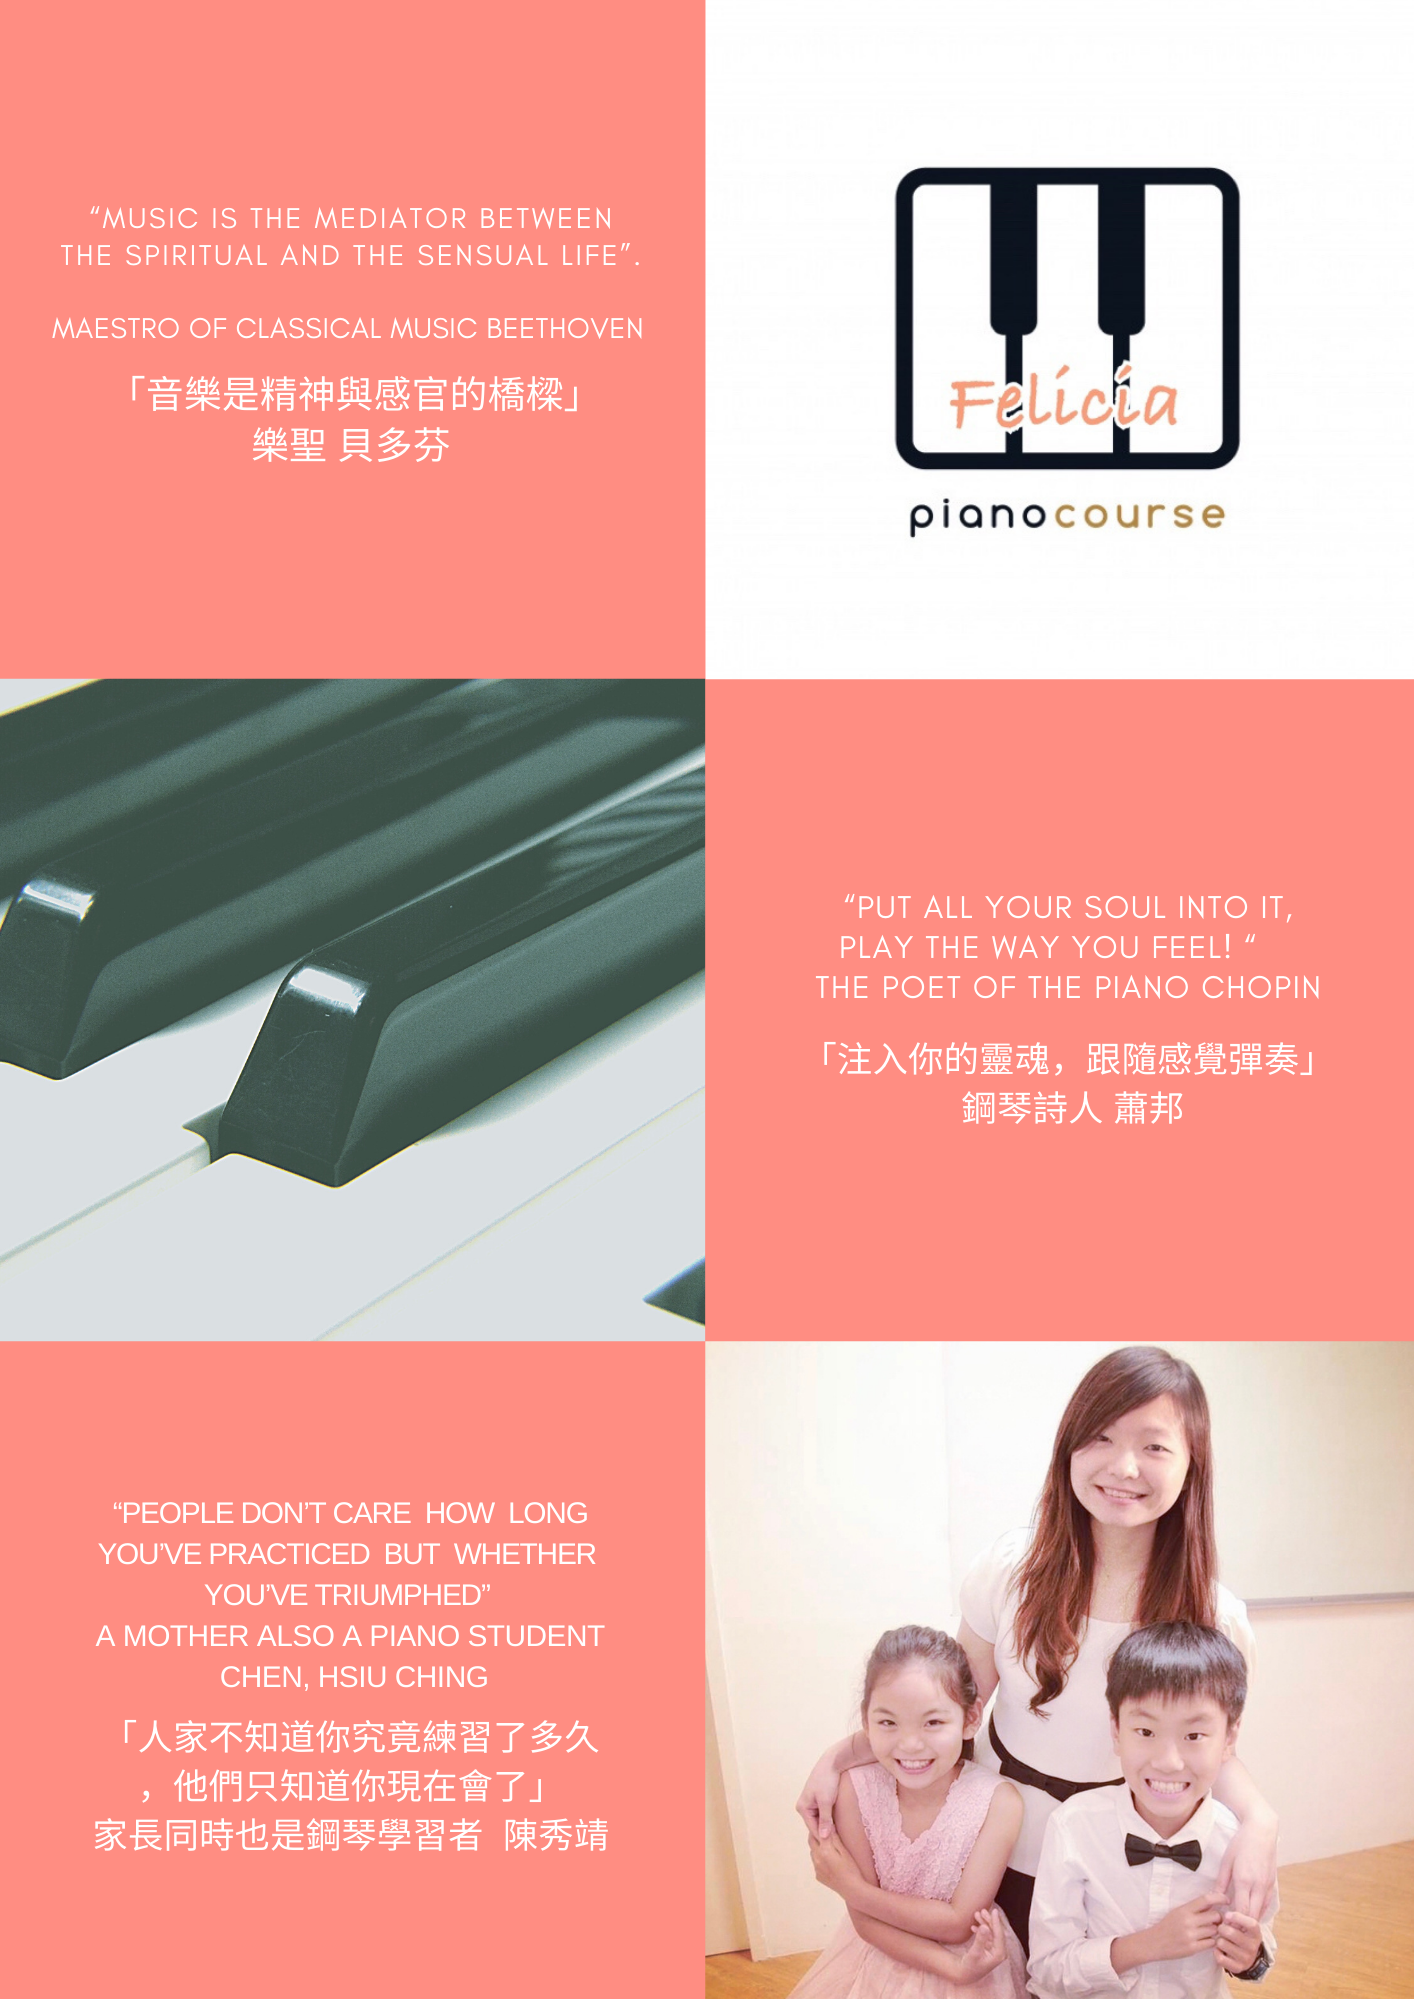 “MUSIC IS THE MEDIATOR BETWEEN
THE SPIRITUAL AND THE SENSUAL LIFE”.
MAESTRO OF CLASSICAL MUSIC BEETHOVEN
「音樂是精神與感官的橋樑」
樂聖 貝多芬
Felicia
pianocourse
“PUT ALL YOUR SOUL INTO IT,
PLAY THE WAY YOU FEEL! “
THE POET OF THE PIANO CHOPIN
「注入你的靈魂，跟隨感覺彈奏」
鋼琴詩人 蕭邦
“PEOPLE DON’T CARE HOW LONG
YOU’VE PRACTICED BUT WHETHER
YOU’VE TRIUMPHED”
A MOTHER ALSO A PIANO STUDENT
CHEN, HSIU CHING
「人家不知道你究竟練習了多久
，他們只知道你現在會了」
家長同時也是鋼琴學習者 陳秀靖